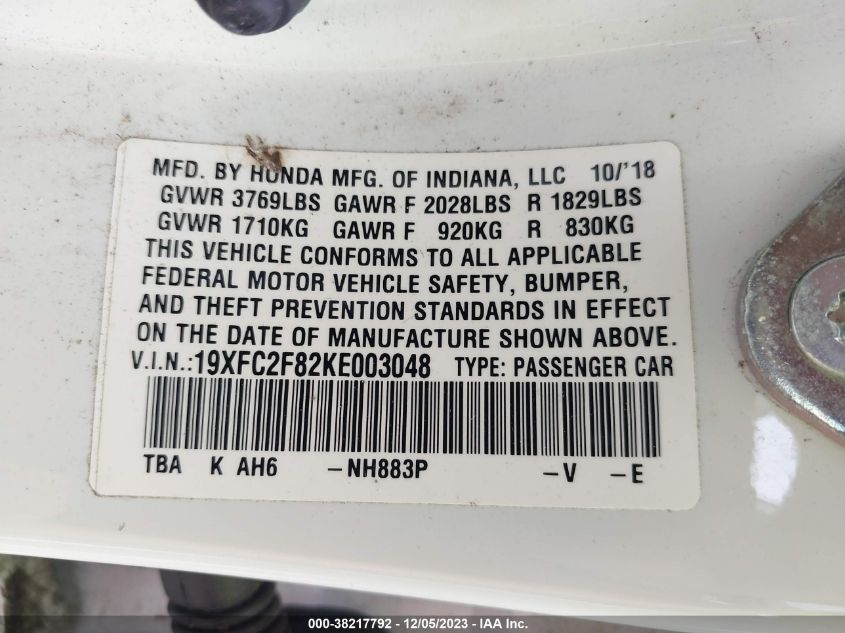 MFD. BY HONDA MFG. OF INDIANA, LLC 10/'18
GVWR 3769LBS GAWR F 2028LBS R 1829LBS
GVWR 1710KG GAWR F 920KG R 830KG
THIS VEHICLE CONFORMS TO ALL APPLICABLE
FEDERAL MOTOR VEHICLE SAFETY, BUMPER,
AND THEFT PREVENTION STANDARDS IN EFFECT
ON THE DATE OF MANUFACTURE SHOWN ABOVE.
V.I.N.:19XFC2F82KE003048 TYPE: PASSENGER CAR
TBA K AH6 -NH883P -V -E
000-38217792 - 12/05/2023 - IAA Inc.